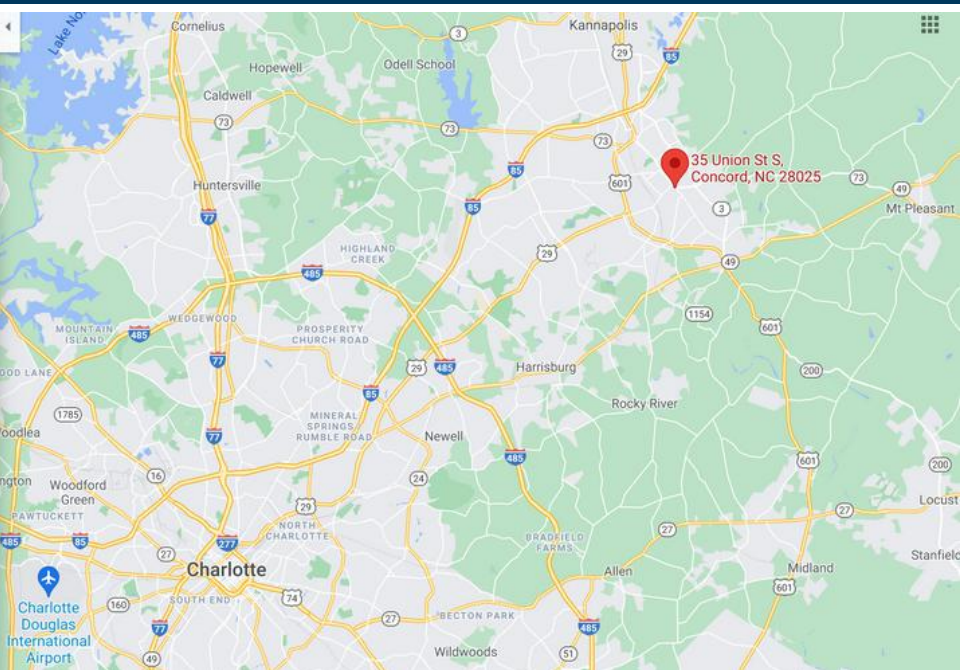 Lake No
Cornelius
Kannapolis
3
29
85
Hopewell
Odell School
Caldwell
73
73
73
85
35 Union St S,
Concord, NC 28025
Huntersville
601
73
49
77
85
3
Mt Pleasant
HIGHLAND
CREEK
29
49
485
1154
WEDGEWOOD
MOUNTAIN
ISLAND
485
PROSPERITY
CHURCH ROAD
601
77
29
485
Harrisburg
OOD LANE
200
85
Rocky River
1785
MINERAL
SPRINGS
RUMBLE ROAD
Newell
77
oodlea
485
601
200
ngton
Woodford
Green
16
24
Locust
29
27
PAWTUCKETT
NORTH
CHARLOTTE
27
BRADFIELD
FARMS
485
85
277
27
Stanfield
Charlotte
Allen
Midland
601
SOUTH END
74
160
Charlotte
Douglas
International
Airport
77
27
BECTON PARK
485
49
Wildwoods
51